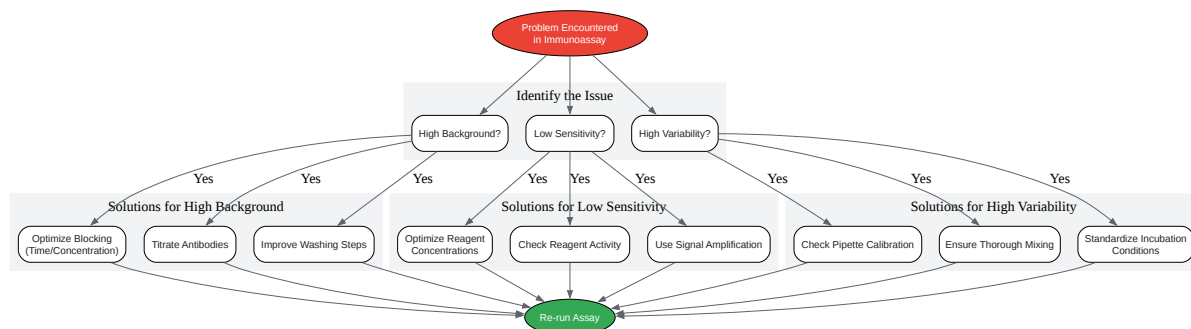 Problem Encountered
in Immunoassay
Identify the Issue
High Background?
Low Sensitivity?
High Variability?
Yes
Yes
Yes
Yes
Yes
Yes
Yes
Yes
Yes
Solutions for High Background
Solutions for Low Sensitivity
Solutions for High Variability
Optimize Blocking
(Time/Concentration)
Titrate Antibodies
Improve Washing Steps
Optimize Reagent
Concentrations
Check Reagent Activity
Use Signal Amplification
Check Pipette Calibration
Ensure Thorough Mixing
Standardize Incubation
Conditions
Re-run Assay